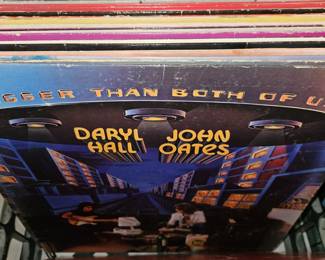 GGER THAN BOTH OF U
DARYL JOHN
HALL OATES